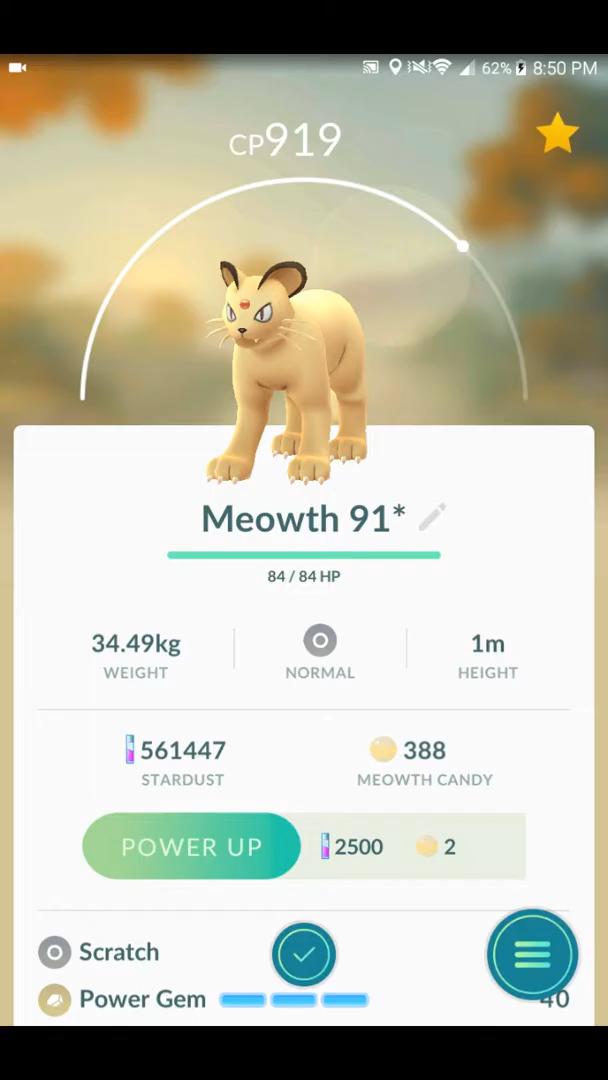 62% 8:50 PM
CP919
Meowth 91*
84 / 84 HP
34.49kg
WEIGHT
NORMAL
1m
HEIGHT
561447
STARDUST
388
MEOWTH CANDY
POWER UP 2500 2
Scratch
Power Gem 40